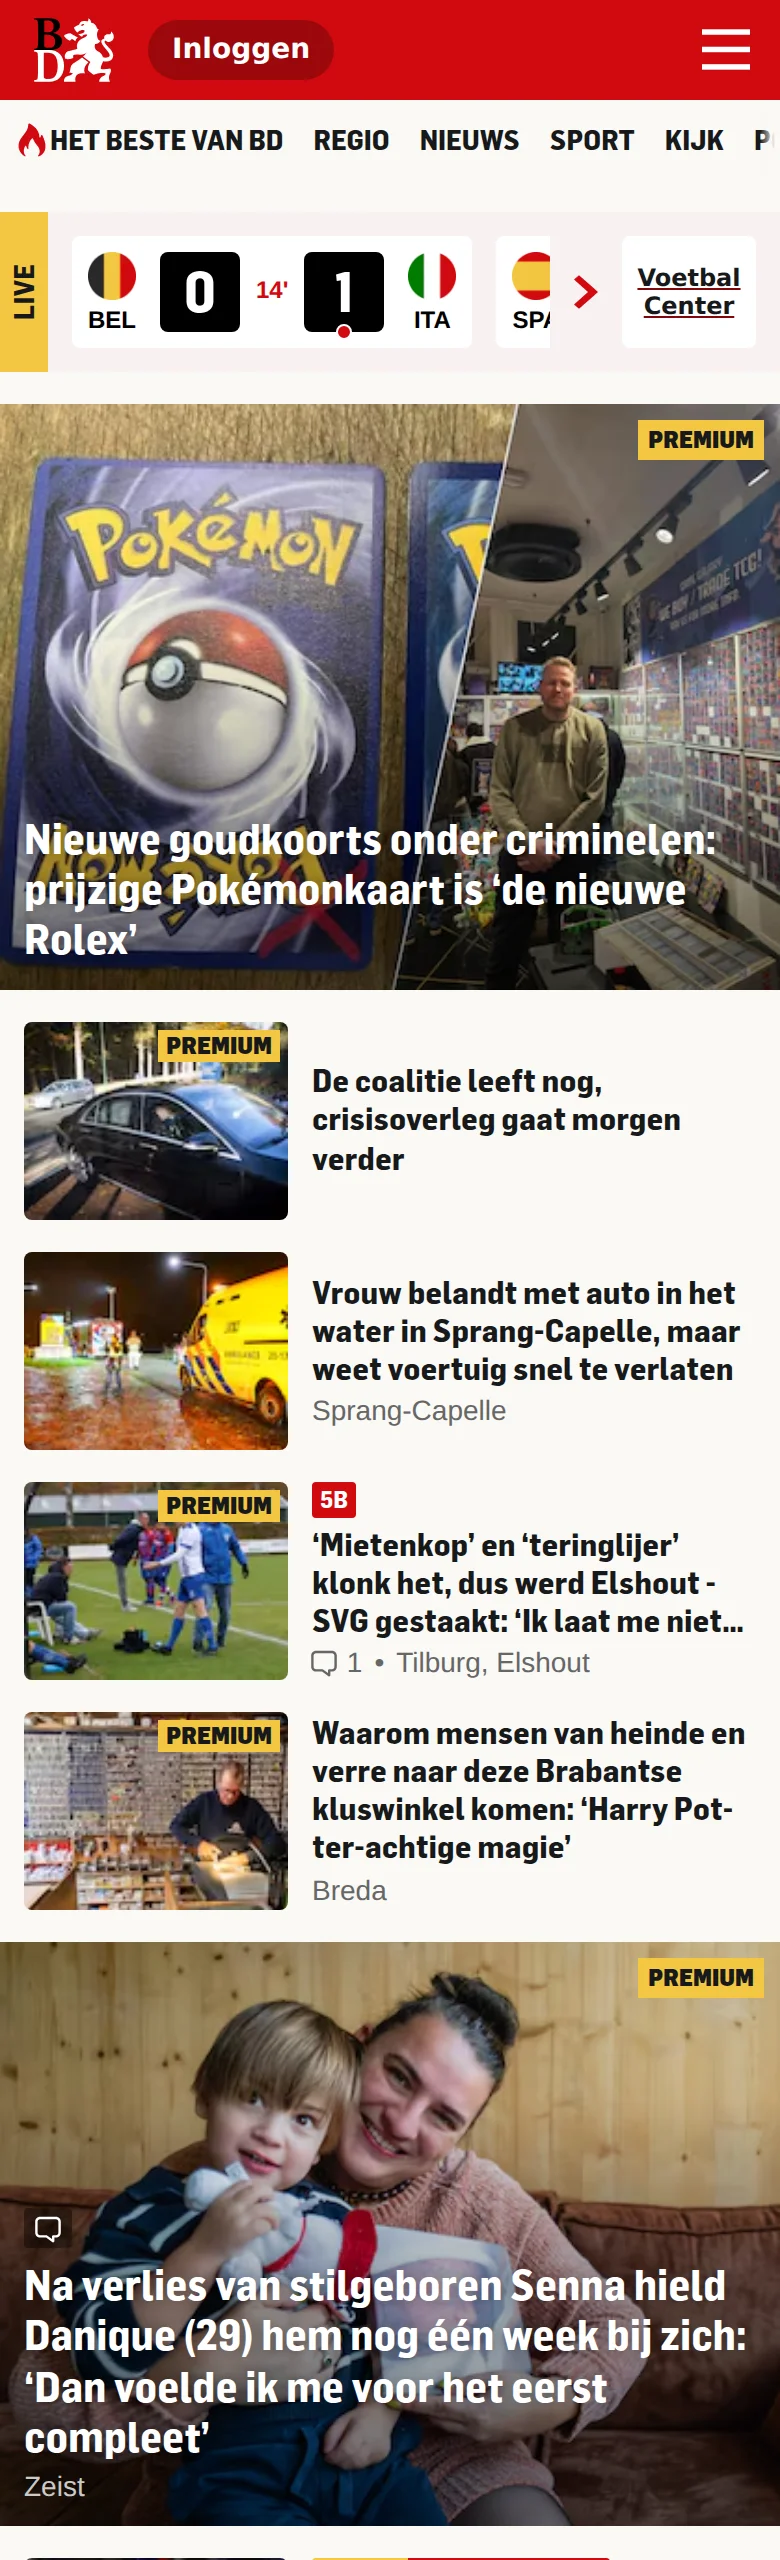 B
D
Inloggen
HET BESTE VAN BD REGIO NIEUWS SPORT KIJK
LIVE
BEL 0 14' 1 ITA
SPA
Voetbal
Center
PREMIUM
POKéMON
WE BUY / TRADE TCG!
Nieuwe goudkoorts onder criminelen:
prijzige Pokémonkaart is ‘de nieuwe
Rolex’
PREMIUM
De coalitie leeft nog,
crisisoverleg gaat morgen
verder
Vrouw belandt met auto in het
water in Sprang-Capelle, maar
weet voertuig snel te verlaten
Sprang-Capelle
PREMIUM
5B
‘Mietenkop’ en ‘teringlijer’
klonk het, dus werd Elshout -
SVG gestaakt: ‘Ik laat me niet...
1 • Tilburg, Elshout
PREMIUM
Waarom mensen van heinde en
verre naar deze Brabantse
kluswinkel komen: ‘Harry Pot-
ter-achtige magie’
Breda
PREMIUM
Na verlies van stilgeboren Senna hield
Danique (29) hem nog één week bij zich:
‘Dan voelde ik me voor het eerst
compleet’
Zeist